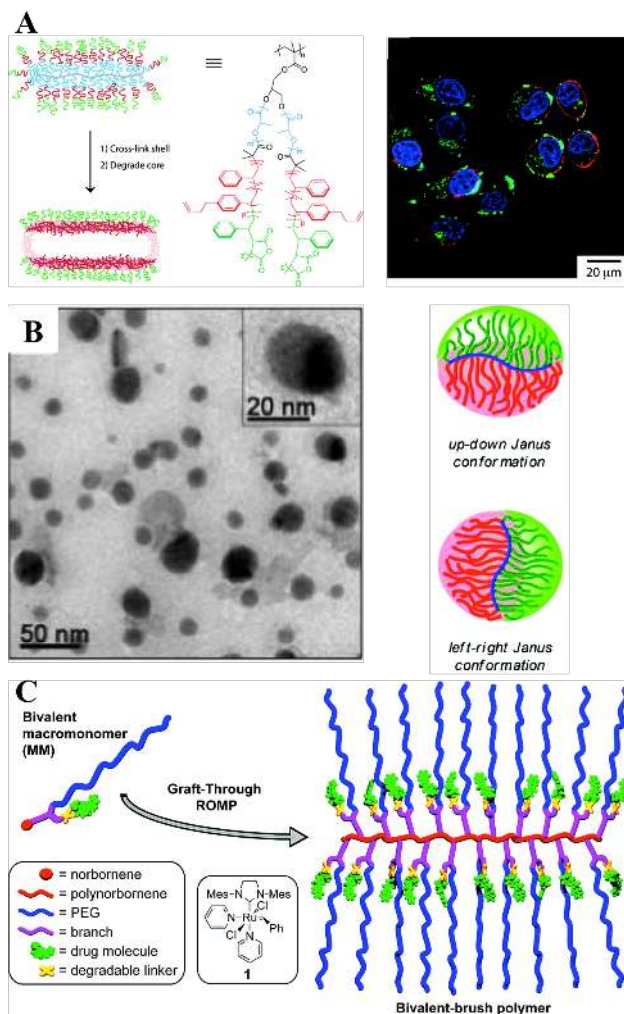 A
≡
1) Cross-link shell
2) Degrade core
20 μm
B
20 nm
50 nm
up-down Janus
conformation
left-right Janus
conformation
C
Bivalent
macromonomer
(MM)
Graft-Through
ROMP
= norbornene
= polynorbornene
= PEG
= branch
= drug molecule
= degradable linker
Mes-N N-Mes
Cl
N-Ru
Cl Ph
N
1
Bivalent-brush polymer